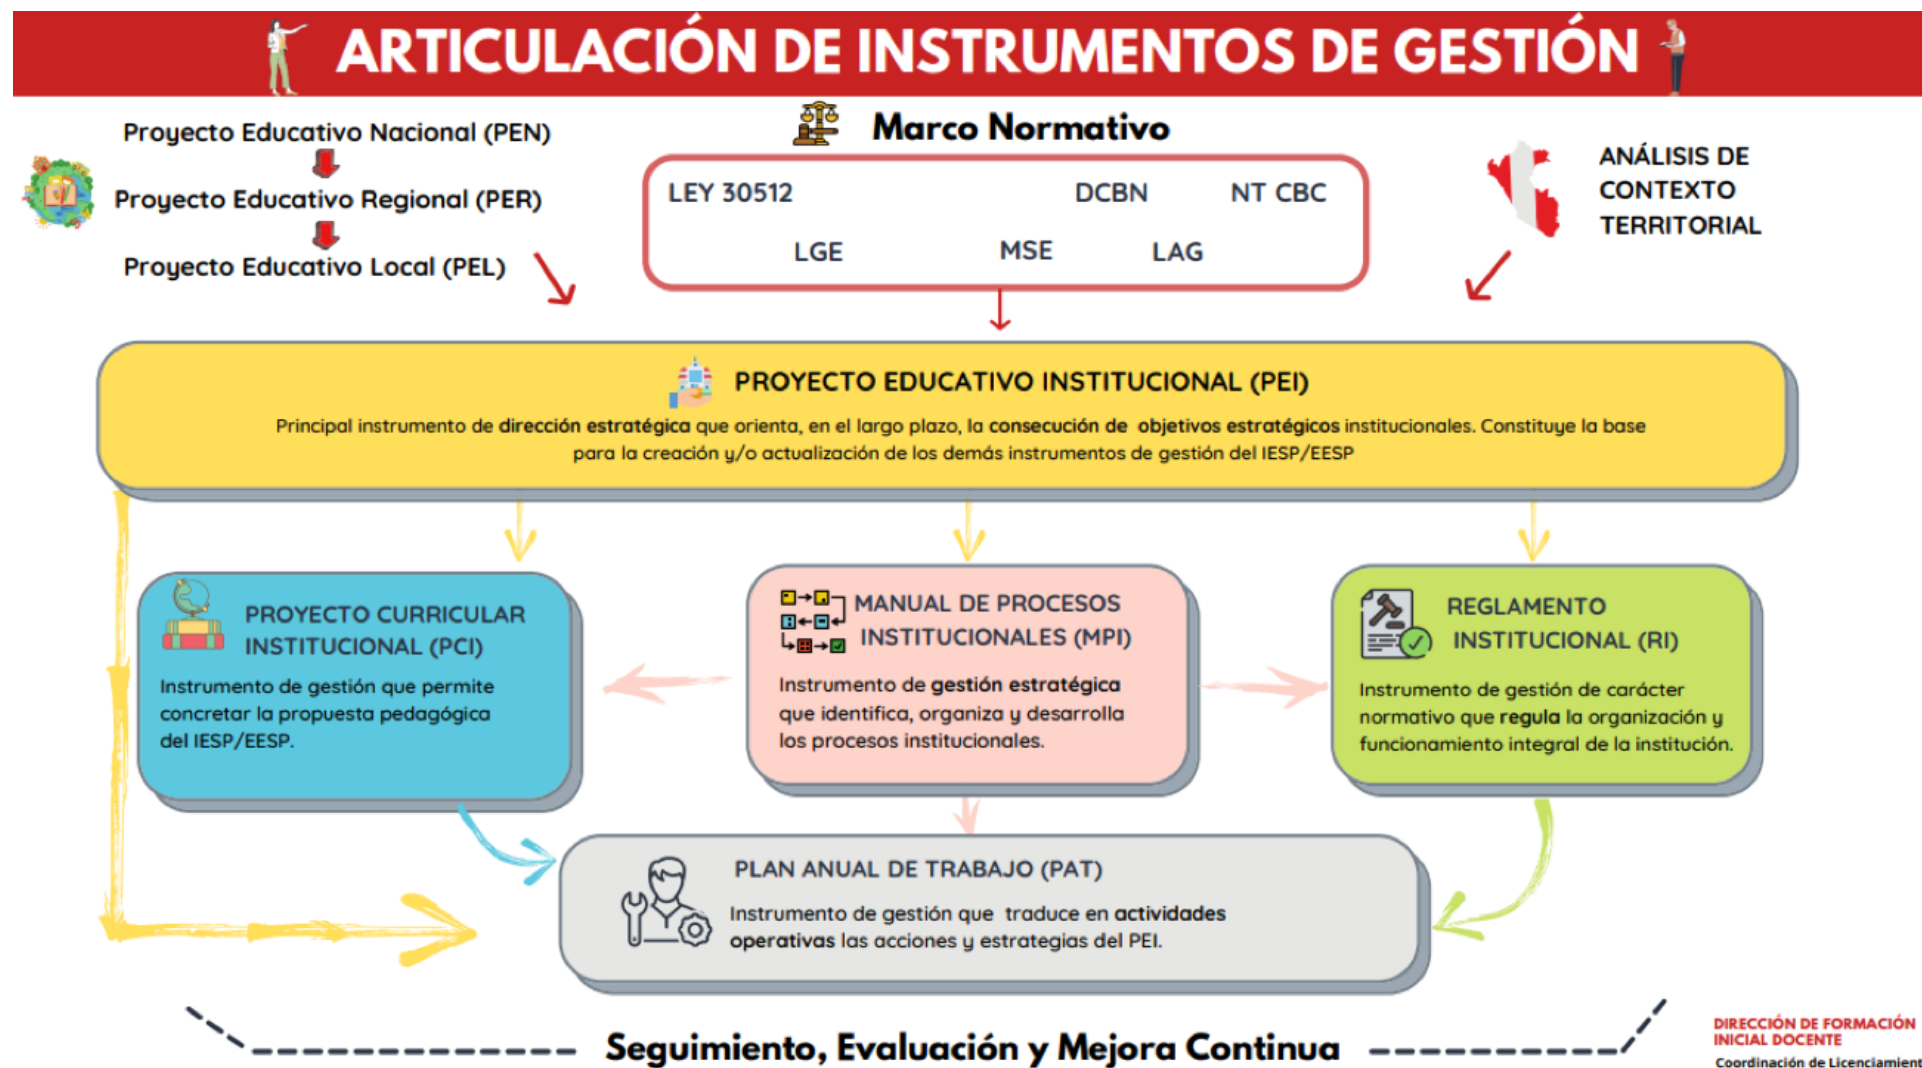 ARTICULACIÓN DE INSTRUMENTOS DE GESTIÓN
Proyecto Educativo Nacional (PEN)
Proyecto Educativo Regional (PER)
Proyecto Educativo Local (PEL)
Marco Normativo
LEY 30512 DCBN NT CBC
LGE MSE LAG
ANÁLISIS DE
CONTEXTO
TERRITORIAL
PROYECTO EDUCATIVO INSTITUCIONAL (PEI)
Principal instrumento de dirección estratégica que orienta, en el largo plazo, la consecución de objetivos estratégicos institucionales. Constituye la base
para la creación y/o actualización de los demás instrumentos de gestión del IESP/EESP
PROYECTO CURRICULAR
INSTITUCIONAL (PCI)
Instrumento de gestión que permite
concretar la propuesta pedagógica
del IESP/EESP.
MANUAL DE PROCESOS
INSTITUCIONALES (MPI)
Instrumento de gestión estratégica
que identifica, organiza y desarrolla
los procesos institucionales.
REGLAMENTO
INSTITUCIONAL (RI)
Instrumento de gestión de carácter
normativo que regula la organización y
funcionamiento integral de la institución.
PLAN ANUAL DE TRABAJO (PAT)
Instrumento de gestión que traduce en actividades
operativas las acciones y estrategias del PEI.
Seguimiento, Evaluación y Mejora Continua
DIRECCIÓN DE FORMACIÓN
INICIAL DOCENTE
Coordinación de Licenciamient